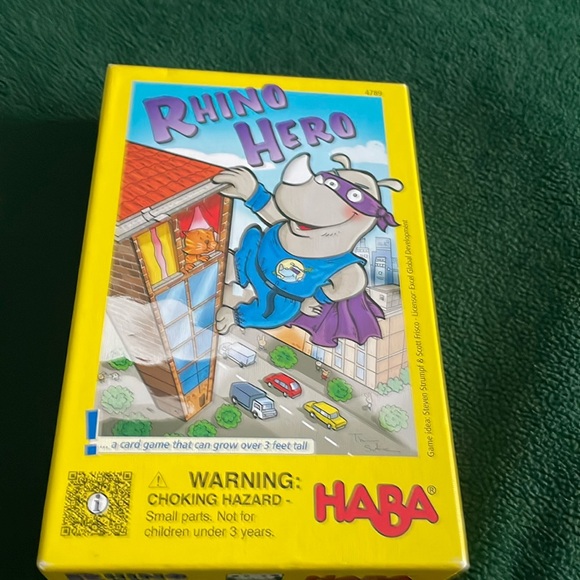 4789
RHINO
HERO
Game idea: Steven Strumpf & Scott Frisco · Licensor: Excel Global Development
... a card game that can grow over 3 feet tall
i
WARNING:
CHOKING HAZARD -
Small parts. Not for
children under 3 years.
HABA®
RHINO